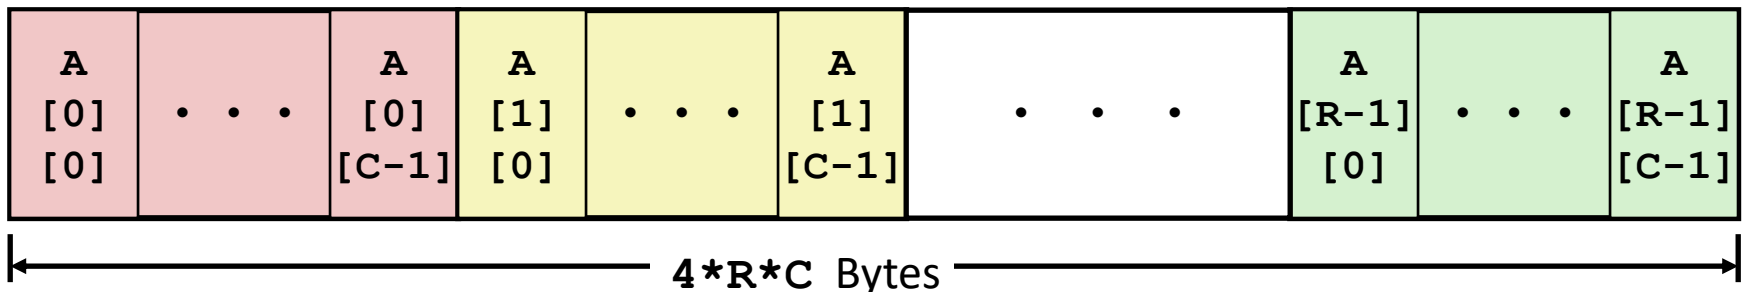 A A A A A A
[0] · · · [0] [1] · · · [1] · · · [R-1] · · · [R-1]
[0] [C-1] [0] [C-1] [0] [C-1]
4*R*C Bytes